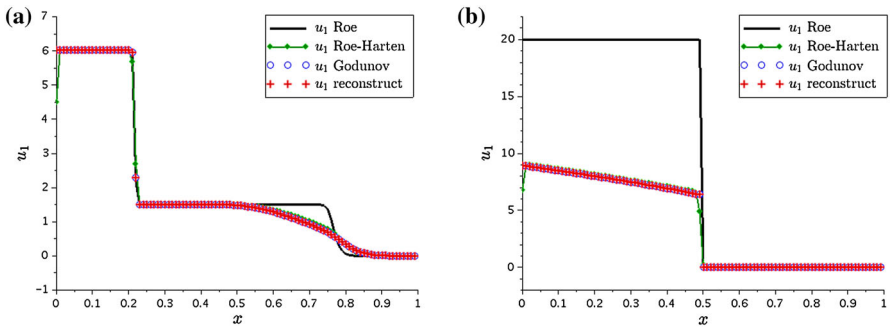 (a)
u₁ Roe
u₁ Roe-Harten
u₁ Godunov
u₁ reconstruct
7
6
5
4
3
2
1
0
−1
u₁
0 0.1 0.2 0.3 0.4 0.5 0.6 0.7 0.8 0.9 1
x
(b)
u₁ Roe
u₁ Roe-Harten
u₁ Godunov
u₁ reconstruct
20
15
10
5
0
u₁
0 0.1 0.2 0.3 0.4 0.5 0.6 0.7 0.8 0.9 1
x